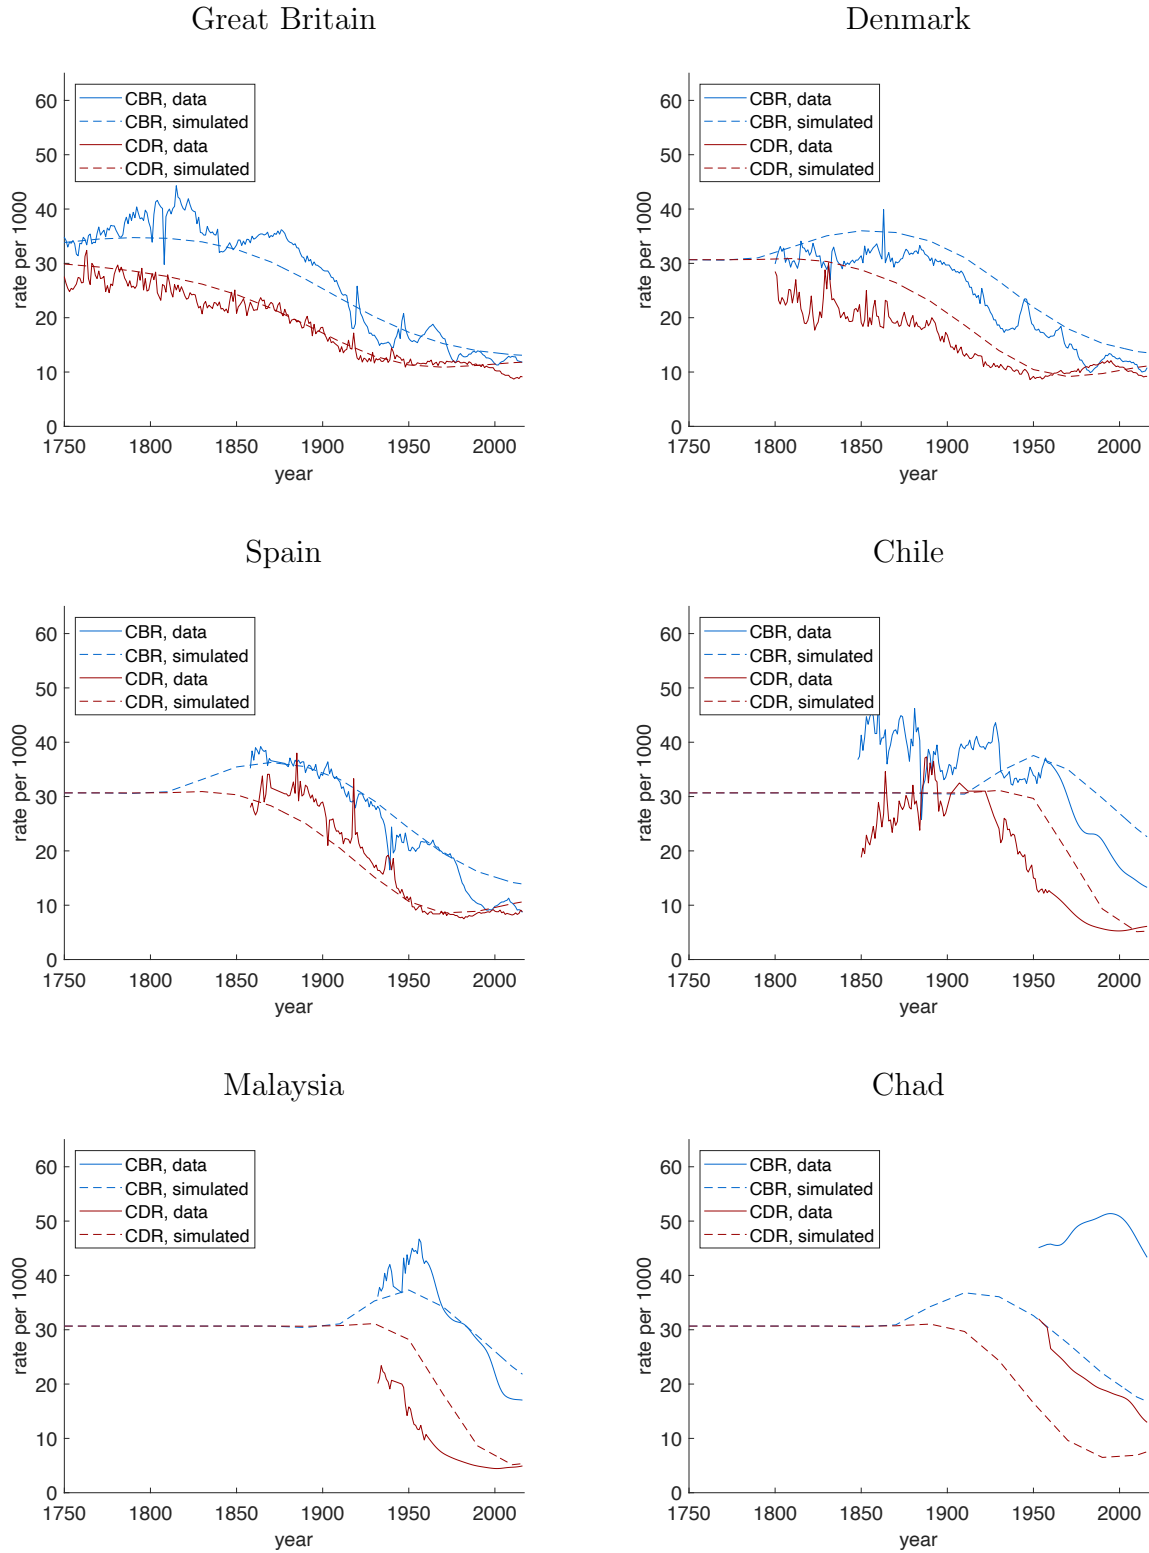 Great Britain
60
50
40
30
20
10
0
rate per 1000
CBR, data
CBR, simulated
CDR, data
CDR, simulated
1750 1800 1850 1900 1950 2000
year
Denmark
60
50
40
30
20
10
0
rate per 1000
CBR, data
CBR, simulated
CDR, data
CDR, simulated
1750 1800 1850 1900 1950 2000
year
Spain
60
50
40
30
20
10
0
rate per 1000
CBR, data
CBR, simulated
CDR, data
CDR, simulated
1750 1800 1850 1900 1950 2000
year
Chile
60
50
40
30
20
10
0
rate per 1000
CBR, data
CBR, simulated
CDR, data
CDR, simulated
1750 1800 1850 1900 1950 2000
year
Malaysia
60
50
40
30
20
10
0
rate per 1000
CBR, data
CBR, simulated
CDR, data
CDR, simulated
1750 1800 1850 1900 1950 2000
year
Chad
60
50
40
30
20
10
0
rate per 1000
CBR, data
CBR, simulated
CDR, data
CDR, simulated
1750 1800 1850 1900 1950 2000
year